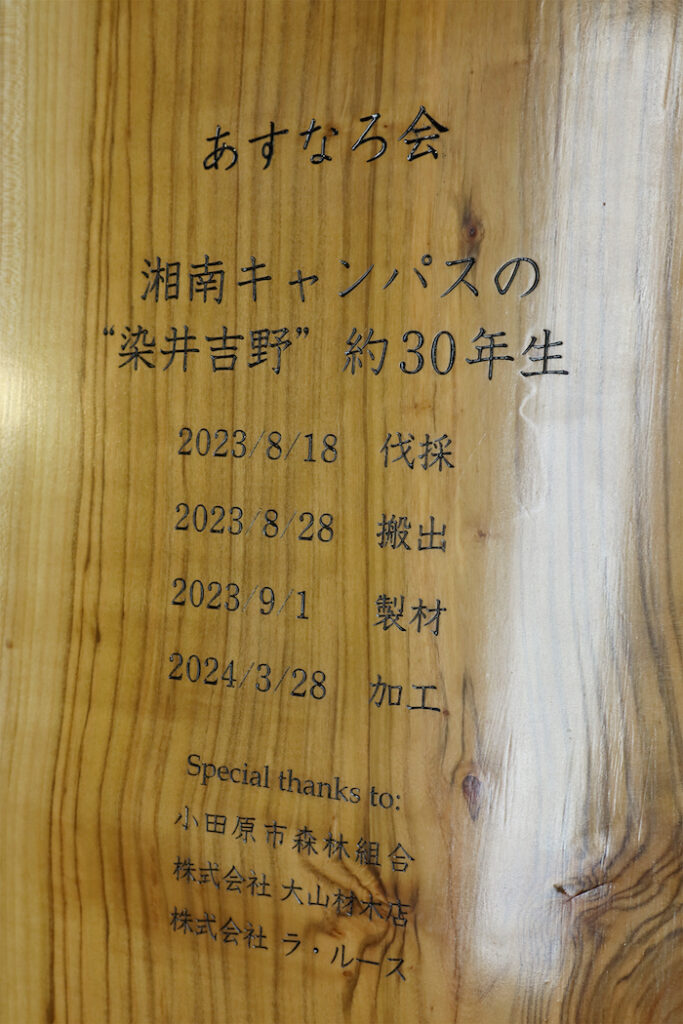 あすなろ会
湘南キャンパスの
“染井吉野” 約30年生
2023/8/18 伐採
2023/8/28 搬出
2023/9/1 製材
2024/3/28 加工
Special thanks to:
小田原市森林組合
株式会社 大山材木店
株式会社 ラ・ルース